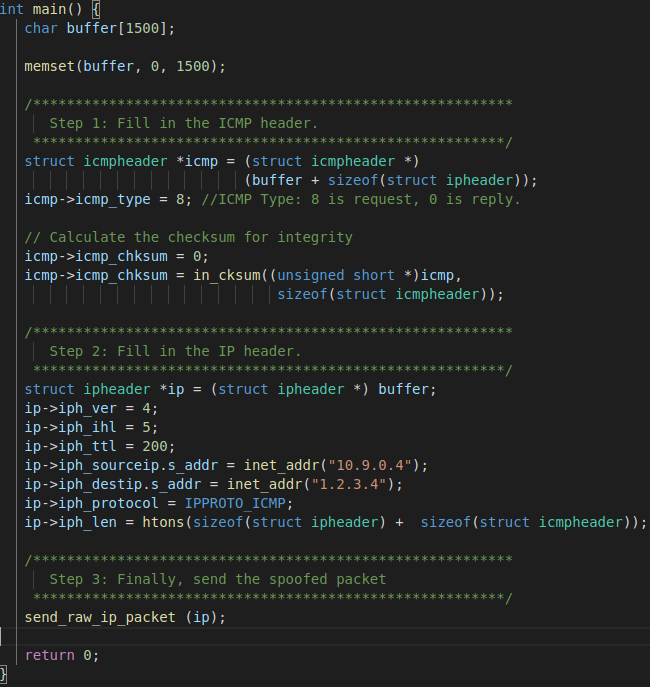 int main() {
char buffer[1500];
memset(buffer, 0, 1500);
/*********************************************************
Step 1: Fill in the ICMP header.
********************************************************/
struct icmpheader *icmp = (struct icmpheader *)
(buffer + sizeof(struct ipheader));
icmp->icmp_type = 8; //ICMP Type: 8 is request, 0 is reply.
// Calculate the checksum for integrity
icmp->icmp_chksum = 0;
icmp->icmp_chksum = in_cksum((unsigned short *)icmp,
sizeof(struct icmpheader));
/*********************************************************
Step 2: Fill in the IP header.
********************************************************/
struct ipheader *ip = (struct ipheader *) buffer;
ip->iph_ver = 4;
ip->iph_ihl = 5;
ip->iph_ttl = 200;
ip->iph_sourceip.s_addr = inet_addr("10.9.0.4");
ip->iph_destip.s_addr = inet_addr("1.2.3.4");
ip->iph_protocol = IPPROTO_ICMP;
ip->iph_len = htons(sizeof(struct ipheader) +  sizeof(struct icmpheader));
/*********************************************************
Step 3: Finally, send the spoofed packet
********************************************************/
send_raw_ip_packet (ip);
return 0;
}